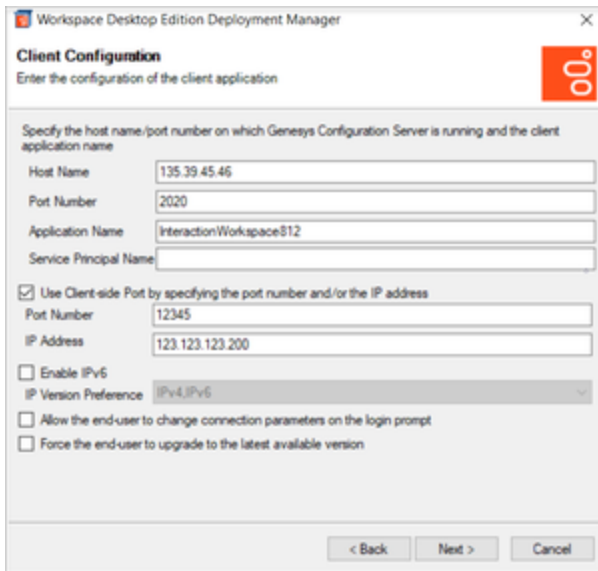 Workspace Desktop Edition Deployment Manager
Client Configuration
Enter the configuration of the client application
Specify the host name/port number on which Genesys Configuration Server is running and the client
application name
Host Name 135.39.45.46
Port Number 2020
Application Name InteractionWorkspace812
Service Principal Name
Use Client-side Port by specifying the port number and/or the IP address
Port Number 12345
IP Address 123.123.123.200
Enable IPv6
IP Version Preference IPv4,IPv6
Allow the end-user to change connection parameters on the login prompt
Force the end-user to upgrade to the latest available version
< Back Next > Cancel